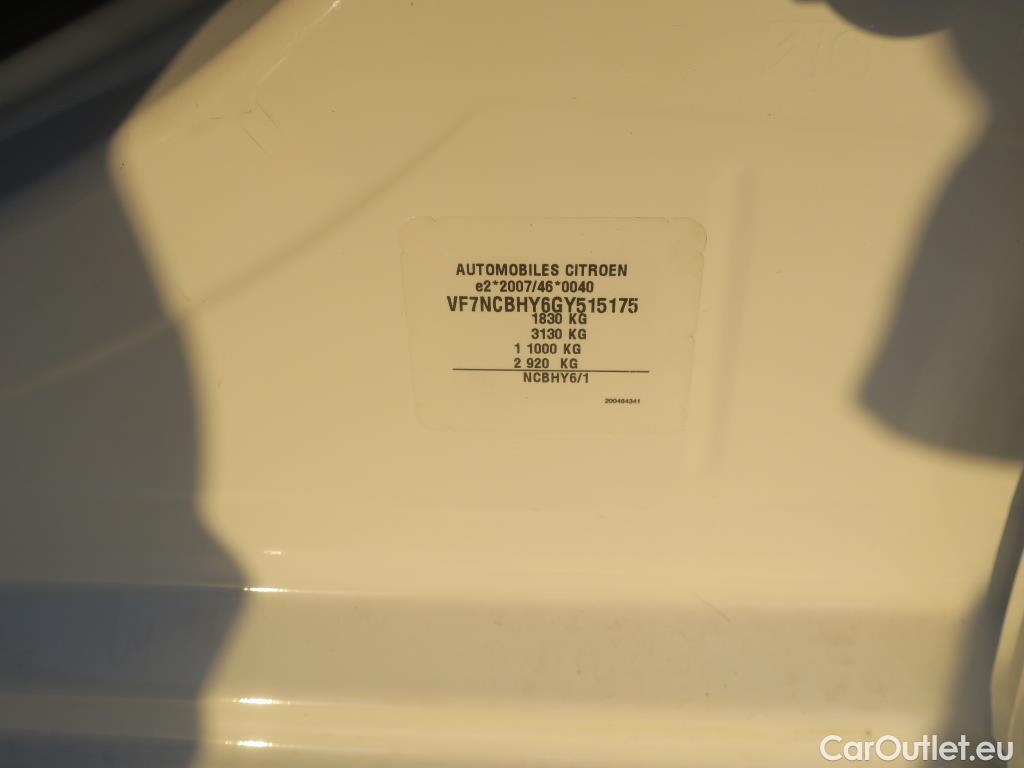 AUTOMOBILES CITROEN
e2*2007/46*0040
VF7NCBHY6GY515175
1830 KG
3130 KG
1 1000 KG
2 920 KG
NCBHY6/1
200484341
CarOutlet.eu